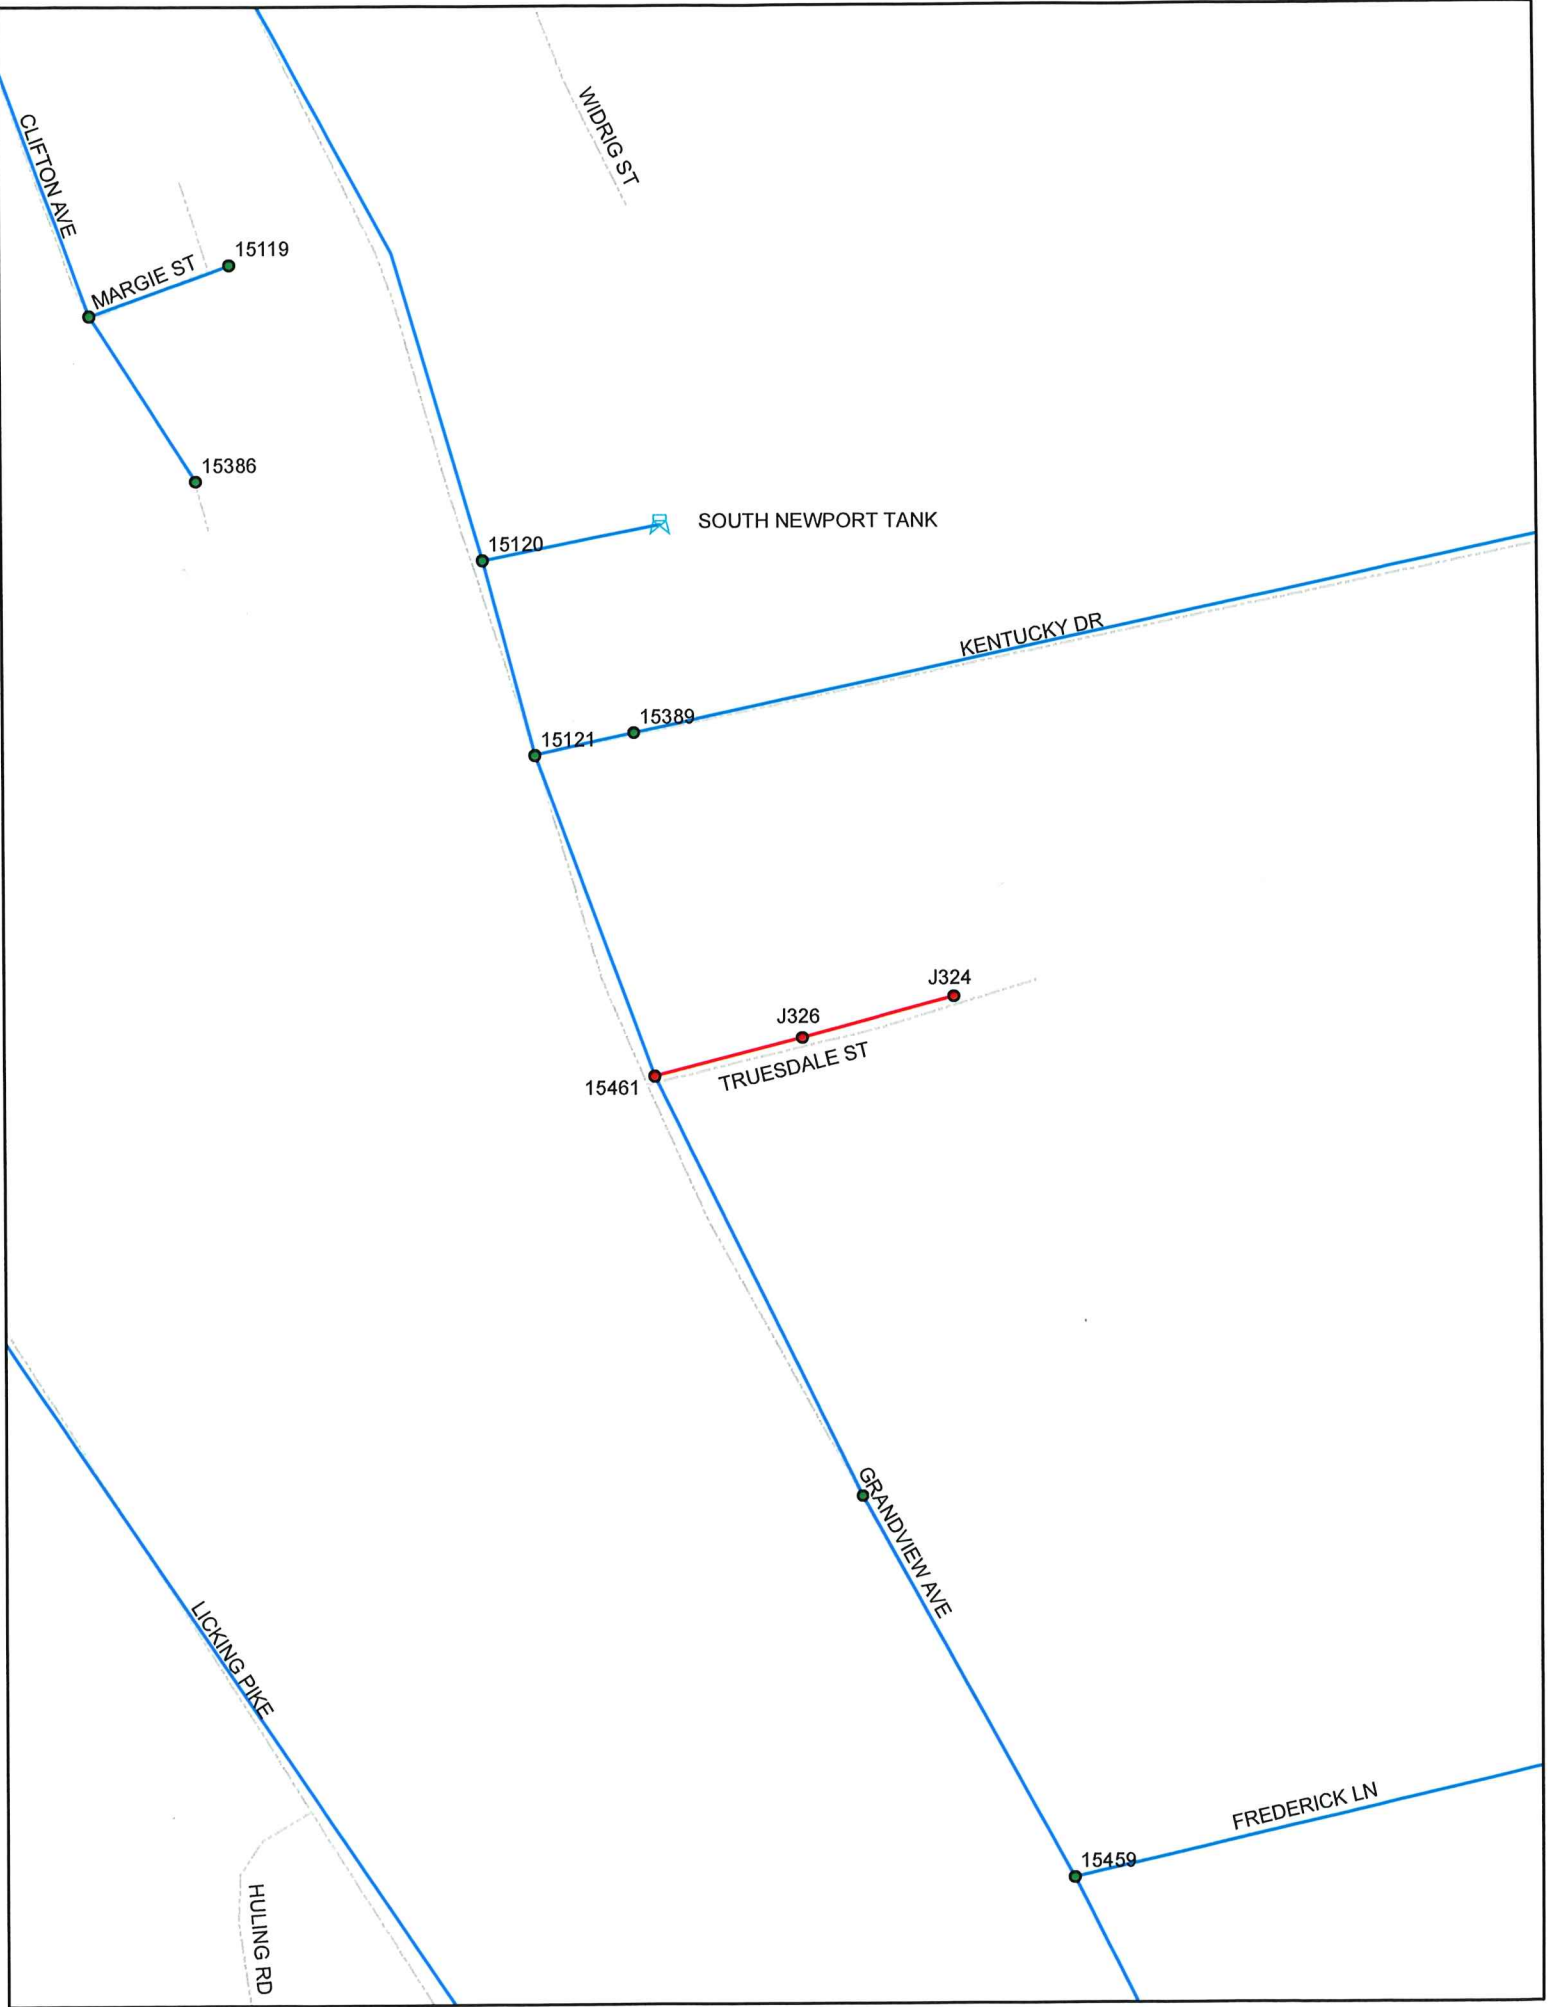 WIDRIG ST
CLIFTON AVE
15119
MARGIE ST
15386
SOUTH NEWPORT TANK
15120
KENTUCKY DR
15389
15121
J324
J326
TRUESDALE ST
15461
GRANDVIEW AVE
LICKING PIKE
FREDERICK LN
15459
HULING RD